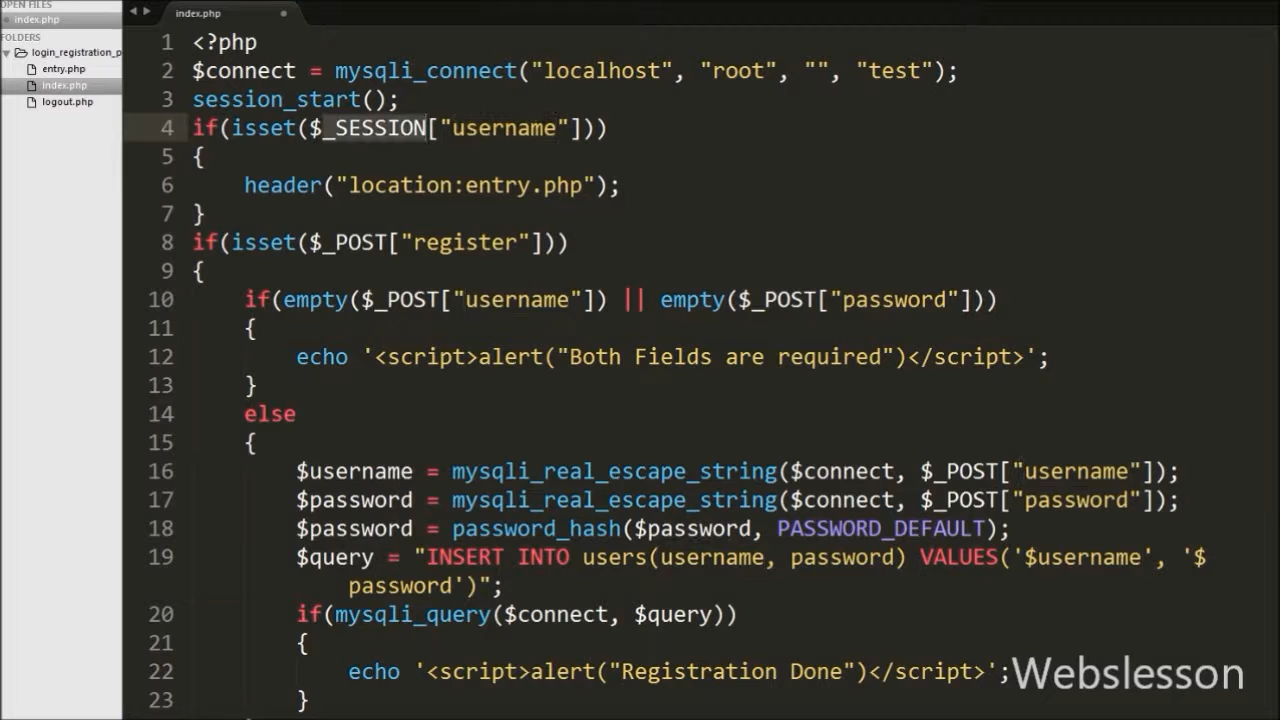 OPEN FILES
index.php
FOLDERS
login_registration_p
entry.php
index.php
logout.php
index.php
1 <?php
2 $connect = mysqli_connect("localhost", "root", "", "test");
3 session_start();
4 if(isset($_SESSION["username"]))
5 {
6 header("location:entry.php");
7 }
8 if(isset($_POST["register"]))
9 {
10 if(empty($_POST["username"]) || empty($_POST["password"]))
11 {
12 echo '<script>alert("Both Fields are required")</script>';
13 }
14 else
15 {
16 $username = mysqli_real_escape_string($connect, $_POST["username"]);
17 $password = mysqli_real_escape_string($connect, $_POST["password"]);
18 $password = password_hash($password, PASSWORD_DEFAULT);
19 $query = "INSERT INTO users(username, password) VALUES('$username', '$
password')";
20 if(mysqli_query($connect, $query))
21 {
22 echo '<script>alert("Registration Done")</script>';
23 }
Webslesson